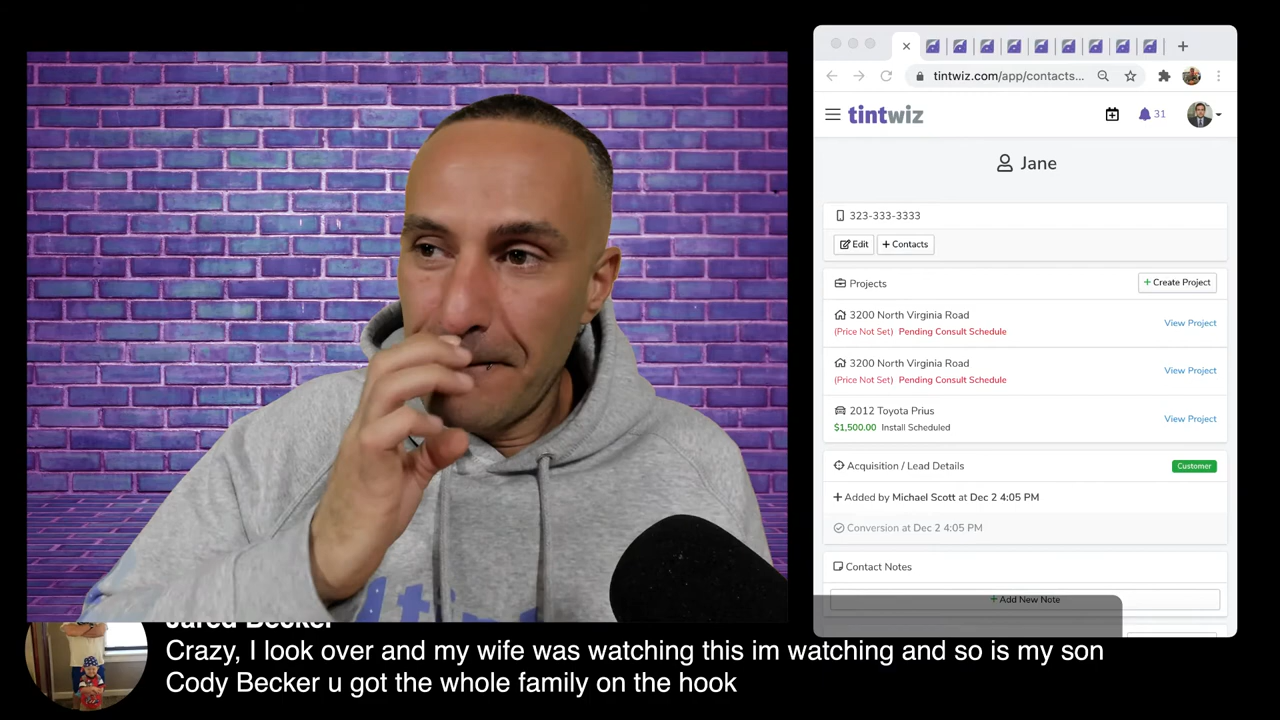 tintwiz.com/app/contacts...
tintwiz
31
Jane
323-333-3333
Edit
+ Contacts
Projects
+ Create Project
3200 North Virginia Road
(Price Not Set) Pending Consult Schedule
View Project
3200 North Virginia Road
(Price Not Set) Pending Consult Schedule
View Project
2012 Toyota Prius
$1,500.00 Install Scheduled
View Project
Acquisition / Lead Details
Customer
+ Added by Michael Scott at Dec 2 4:05 PM
Conversion at Dec 2 4:05 PM
Contact Notes
+ Add New Note
Jared Becker
Crazy, I look over and my wife was watching this im watching and so is my son
Cody Becker u got the whole family on the hook